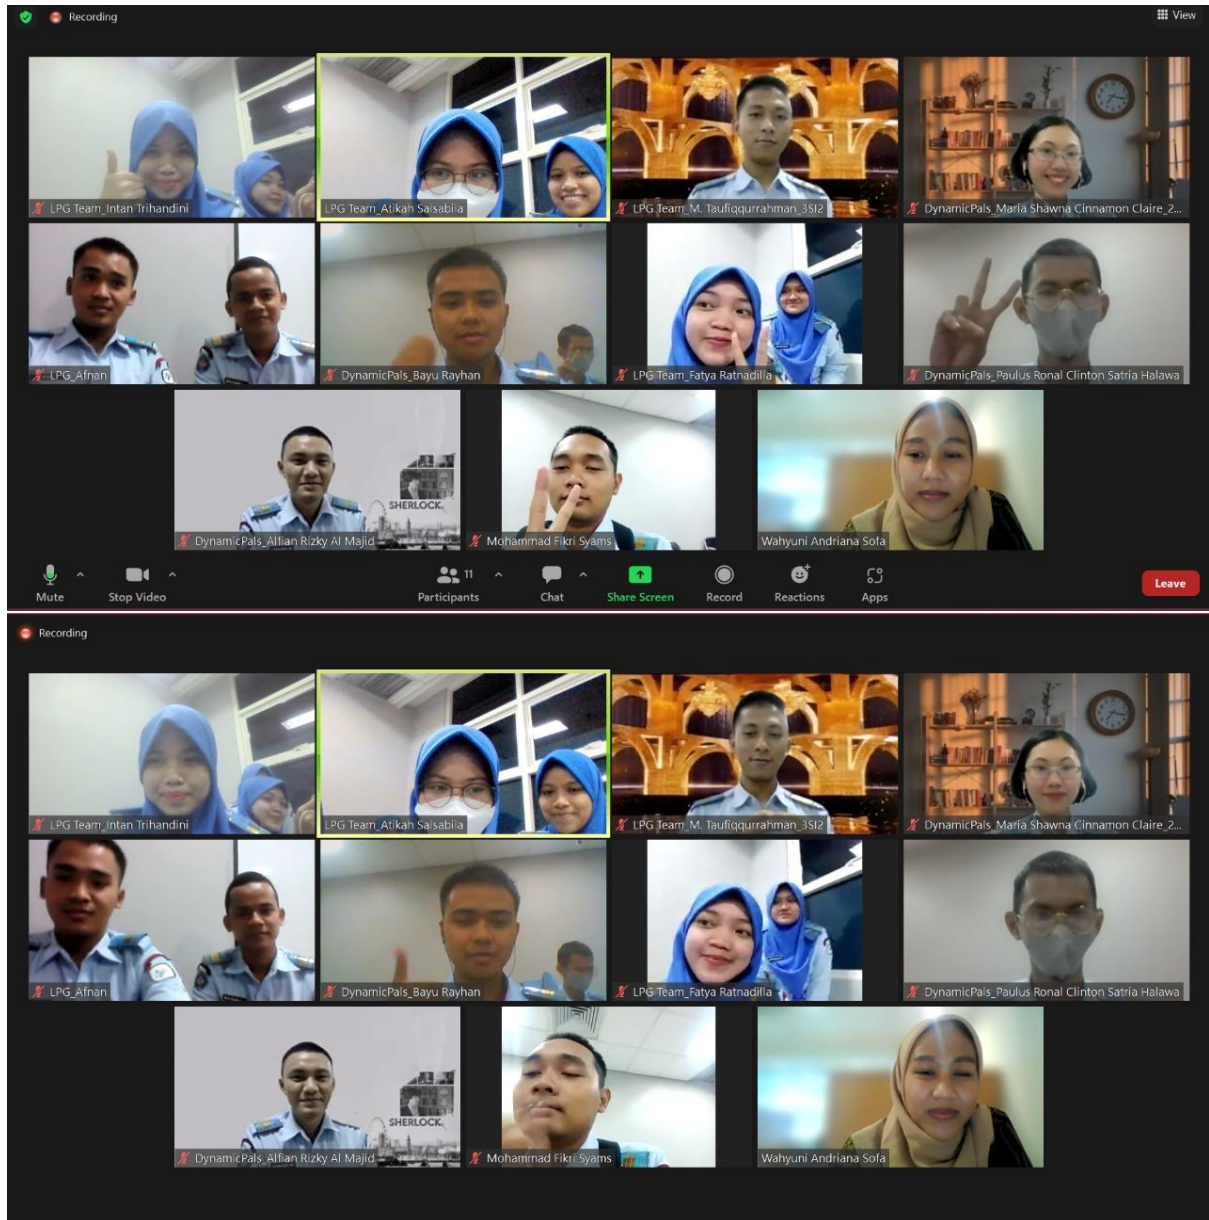 Recording
View
LPG Team_Intan Trihandini
LPG Team_Atikah Salsabila
LPG Team_M. Taufiqqurrahman_3SI2
DynamicPals_Maria Shawna Cinnamon Claire_2...
LPG_Afnan
DynamicPals_Bayu Rayhan
LPG Team_Fatya Ratnadilla
DynamicPals_Paulus Ronal Clinton Satria Halawa
SHERLOCK
DynamicPals_Alfian Rizky Al Majid
Mohammad Fikri Syams
Wahyuni Andriana Sofa
11
Mute
Stop Video
Participants
Chat
Share Screen
Record
Reactions
Apps
Leave
Recording
LPG Team_Intan Trihandini
LPG Team_Atikah Salsabila
LPG Team_M. Taufiqqurrahman_3SI2
DynamicPals_Maria Shawna Cinnamon Claire_2...
LPG_Afnan
DynamicPals_Bayu Rayhan
LPG Team_Fatya Ratnadilla
DynamicPals_Paulus Ronal Clinton Satria Halawa
SHERLOCK
DynamicPals_Alfian Rizky Al Majid
Mohammad Fikri Syams
Wahyuni Andriana Sofa